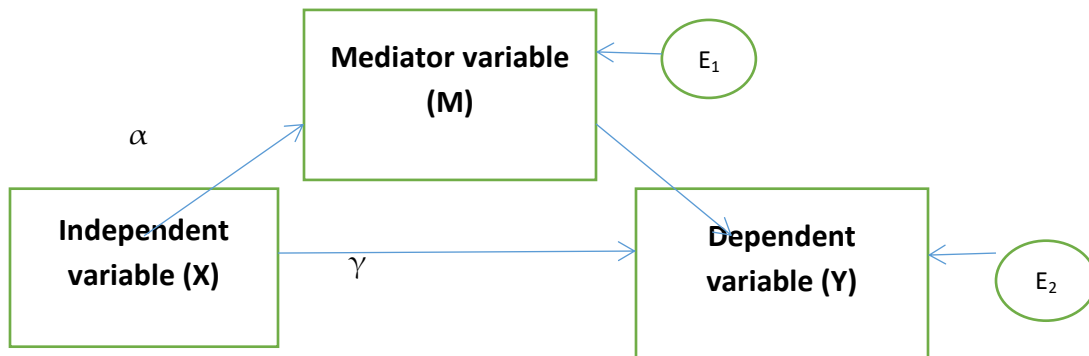 Mediator variable
(M)
E₁
α
Independent
variable (X)
γ
Dependent
variable (Y)
E₂